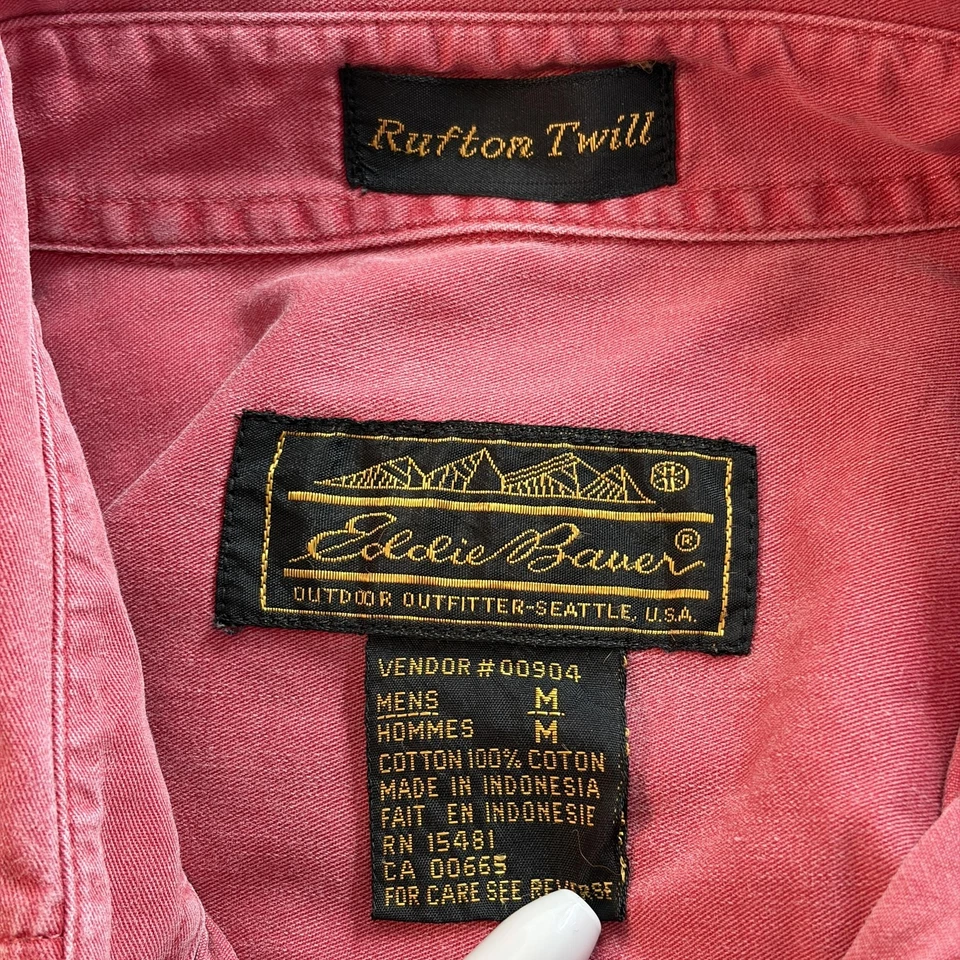 Rufton Twill
Eddie Bauer®
OUTDOOR OUTFITTER-SEATTLE, U.S.A.
VENDOR # 00904
MENS M
HOMMES M
COTTON 100% COTON
MADE IN INDONESIA
FAIT EN INDONESIE
RN 15481
CA 00665
FOR CARE SEE REVERSE